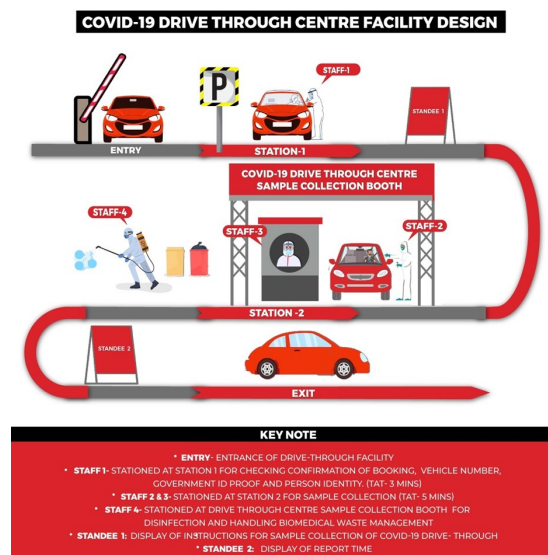 COVID-19 DRIVE THROUGH CENTRE FACILITY DESIGN
P
STAFF-1
STANDEE 1
ENTRY
STATION-1
COVID-19 DRIVE THROUGH CENTRE
SAMPLE COLLECTION BOOTH
STAFF-4
STAFF-3
STAFF-2
STATION -2
STANDEE 2
EXIT
KEY NOTE
* ENTRY- ENTRANCE OF DRIVE-THROUGH FACILITY
* STAFF 1- STATIONED AT STATION 1 FOR CHECKING CONFIRMATION OF BOOKING, VEHICLE NUMBER,
GOVERNMENT ID PROOF AND PERSON IDENTITY. (TAT- 3 MINS)
* STAFF 2 & 3- STATIONED AT STATION 2 FOR SAMPLE COLLECTION (TAT- 5 MINS)
* STAFF 4- STATIONED AT DRIVE THROUGH CENTRE SAMPLE COLLECTION BOOTH FOR
DISINFECTION AND HANDLING BIOMEDICAL WASTE MANAGEMENT
* STANDEE 1: DISPLAY OF IN9TRUCTIONS FOR SAMPLE COLLECTION OF COVID-19 DRIVE- THROUGH
* STANDEE 2: DISPLAY OF REPORT TIME